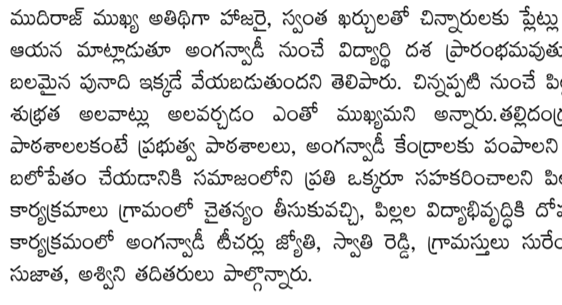 ముదిరాజ్ ముఖ్య అతిథిగా హాజరై, స్వంత ఖర్చులతో చిన్నారులకు ప్లేట్లు
ఆయన మాట్లాడుతూ అంగన్వాడీ నుంచే విద్యార్థి దశ ప్రారంభమవుతు
బలమైన పునాది ఇక్కడే వేయబడుతుందని తెలిపారు. చిన్నప్పటి నుంచే
శుభ్రత అలవాట్లు అలవర్చడం ఎంతో ముఖ్యమని అన్నారు.
పాఠశాలలకంటే ప్రభుత్వ పాఠశాలలు, అంగన్వాడీ కేంద్రాలకు పంపాలని
బలోపేతం చేయడానికి సమాజంలోని ప్రతి ఒక్కరూ సహకరించాలని
కార్యక్రమాలు గ్రామంలో చైతన్యం తీసుకువచ్చి, పిల్లల విద్యాభివృద్ధికి
కార్యక్రమంలో అంగన్వాడీ టీచర్లు జ్యోతి, స్వాతి రెడ్డి, గ్రామస్తులు
సుజాత, అశ్విని తదితరులు పాల్గొన్నారు.